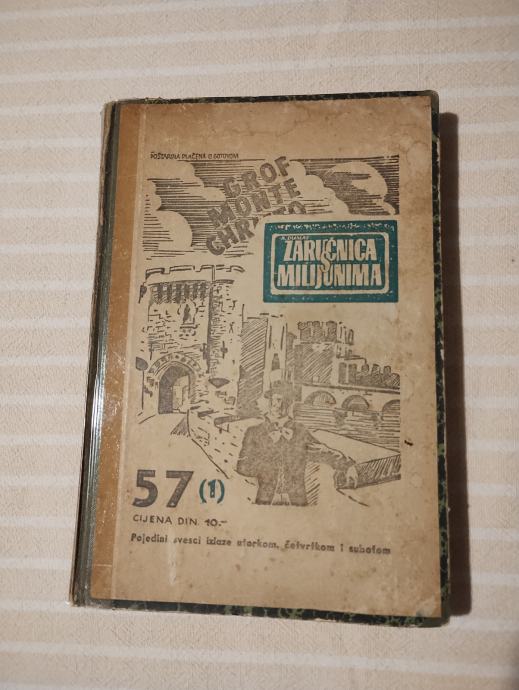 POŠTARINA PLAĆENA U GOTOVOM
GROF
MONTE
CHRISTO
A. DUMAS
ZARUČNICA
S
MILIJUNIMA
57 (1)
CIJENA DIN. 10.-
Pojedini svesci izlaze utorkom, četvrtkom i subotom